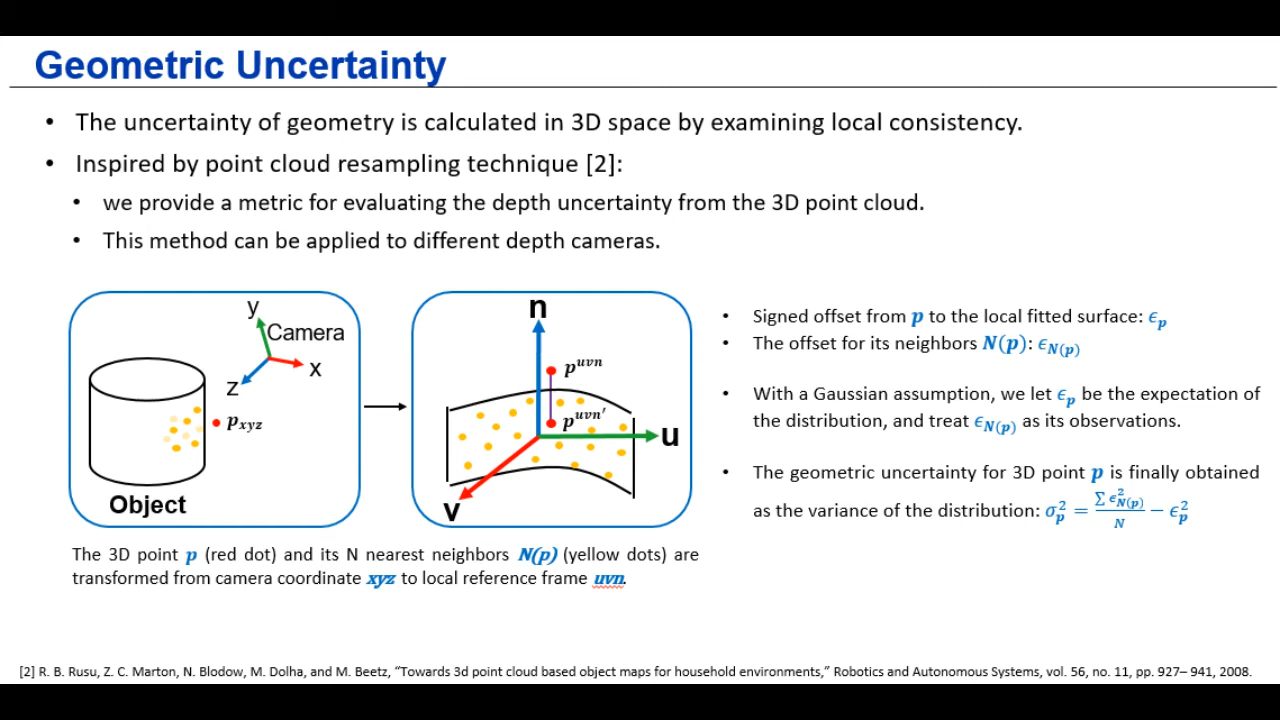 Geometric Uncertainty
• The uncertainty of geometry is calculated in 3D space by examining local consistency.
• Inspired by point cloud resampling technique [2]:
• we provide a metric for evaluating the depth uncertainty from the 3D point cloud.
• This method can be applied to different depth cameras.
y
Camera
x
z
p_xyz
Object
n
p^uvn
p^uvn'
u
v
The 3D point p (red dot) and its N nearest neighbors N(p) (yellow dots) are
transformed from camera coordinate xyz to local reference frame uvn.
• Signed offset from p to the local fitted surface: ϵ_p
• The offset for its neighbors N(p): ϵ_N(p)
• With a Gaussian assumption, we let ϵ_p be the expectation of
the distribution, and treat ϵ_N(p) as its observations.
• The geometric uncertainty for 3D point p is finally obtained
as the variance of the distribution: σ_p^2 = ∑ ϵ_N(p)^2 / N − ϵ_p^2
[2] R. B. Rusu, Z. C. Marton, N. Blodow, M. Dolha, and M. Beetz, “Towards 3d point cloud based object maps for household environments,” Robotics and Autonomous Systems, vol. 56, no. 11, pp. 927– 941, 2008.